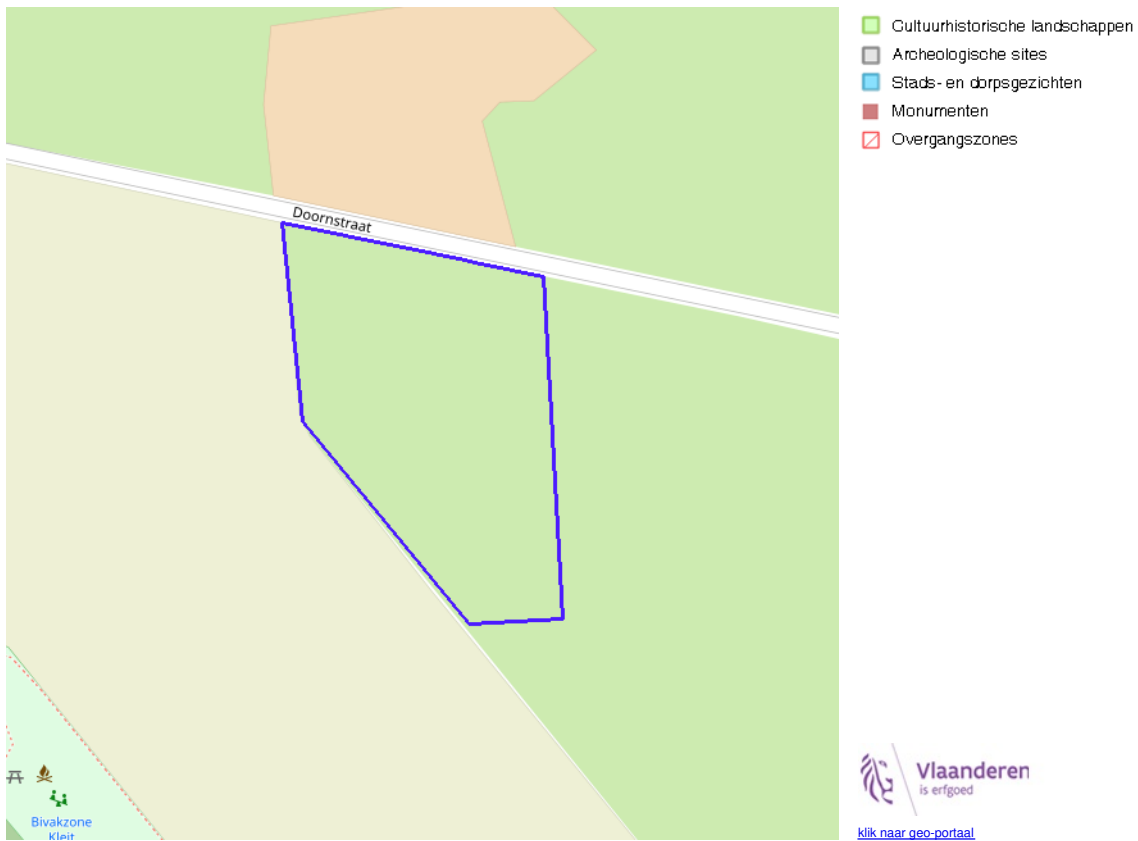 Cultuurhistorische landschappen
Archeologische sites
Stads- en dorpsgezichten
Monumenten
Overgangszones
Doornstraat
Bivakzone
Kleit
Vlaanderen
is erfgoed
klik naar geo-portaal